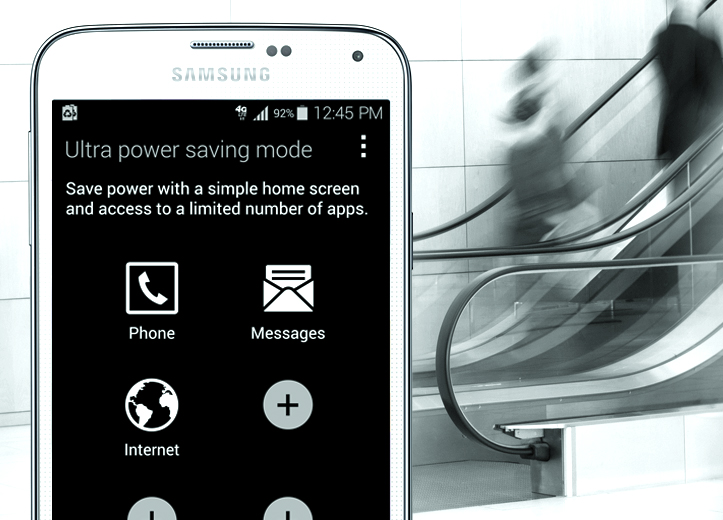 SAMSUNG
4G LTE 92% 12:45 PM
Ultra power saving mode
Save power with a simple home screen
and access to a limited number of apps.
Phone Messages
Internet